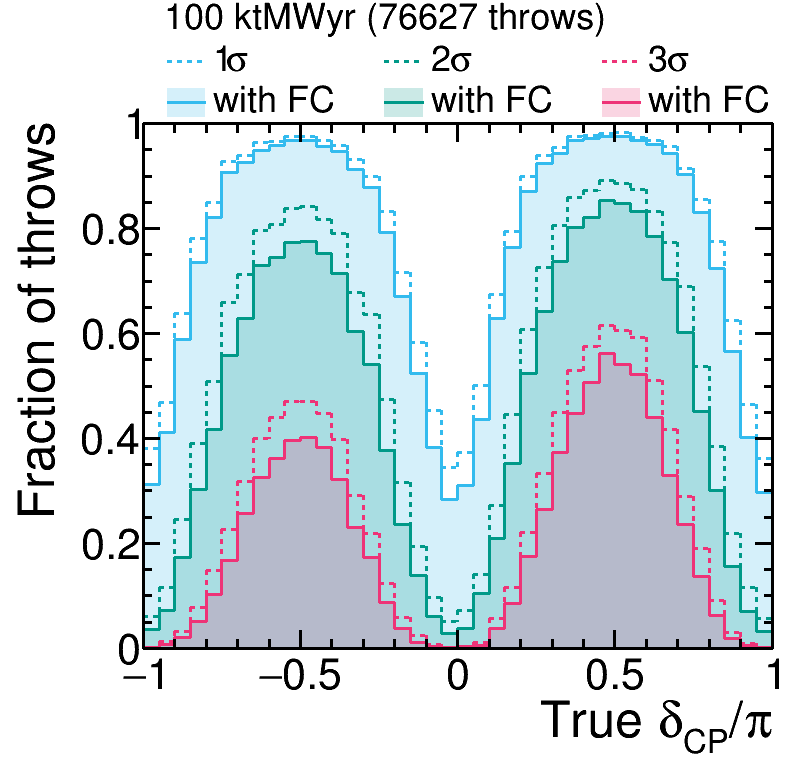 100 ktMWyr (76627 throws)
1σ 2σ 3σ
with FC with FC with FC
Fraction of throws
1
0.8
0.6
0.4
0.2
0
−1 −0.5 0 0.5 1
True δCP/π